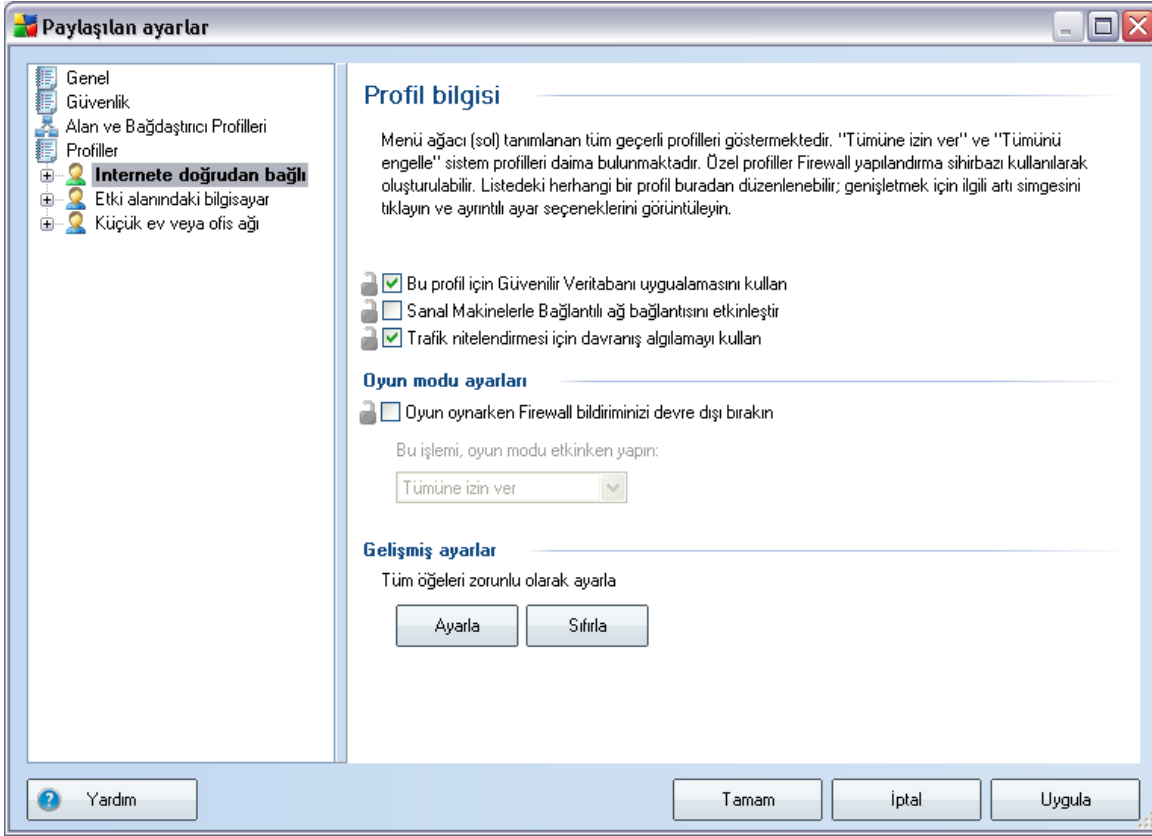 Paylaşılan ayarlar
Genel
Güvenlik
Alan ve Bağdaştırıcı Profilleri
Profiller
Internete doğrudan bağlı
Etki alanındaki bilgisayar
Küçük ev veya ofis ağı
Profil bilgisi
Menü ağacı (sol) tanımlanan tüm geçerli profilleri göstermektedir. "Tümüne izin ver" ve "Tümünü
engelle" sistem profilleri daima bulunmaktadır. Özel profiller Firewall yapılandırma sihirbazı kullanılarak
oluşturulabilir. Listedeki herhangi bir profil buradan düzenlenebilir; genişletmek için ilgili artı simgesini
tıklayın ve ayrıntılı ayar seçeneklerini görüntüleyin.
Bu profil için Güvenilir Veritabanı uygualamasını kullan
Sanal Makinelerle Bağlantılı ağ bağlantısını etkinleştir
Trafik nitelendirmesi için davranış algılamayı kullan
Oyun modu ayarları
Oyun oynarken Firewall bildiriminizi devre dışı bırakın
Bu işlemi, oyun modu etkinken yapın:
Tümüne izin ver
Gelişmiş ayarlar
Tüm öğeleri zorunlu olarak ayarla
Ayarla
Sıfırla
Yardım
Tamam
İptal
Uygula